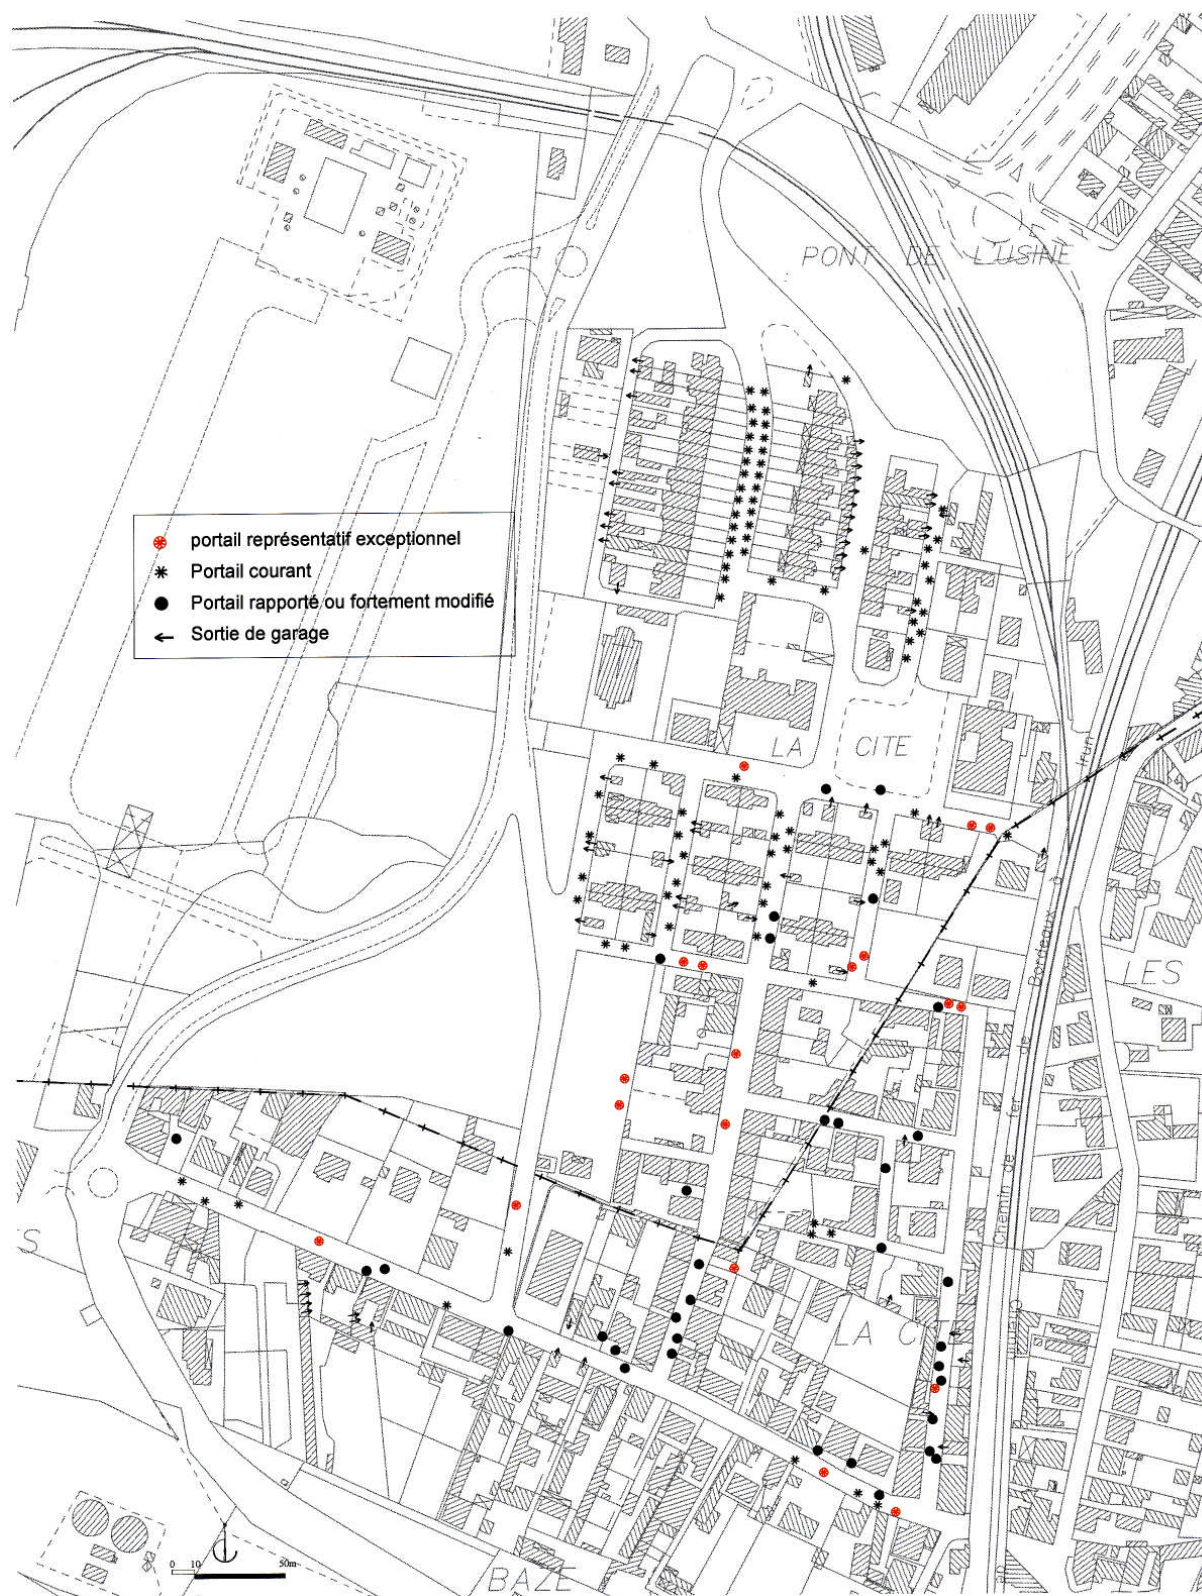 PONT DE L'USINE
portail représentatif exceptionnel
Portail courant
Portail rapporté ou fortement modifié
Sortie de garage
LA CITE
Irun
Bordeaux
de
LES
fer
de
Chemin
S
LA CITE
0 10 50m
BAZE